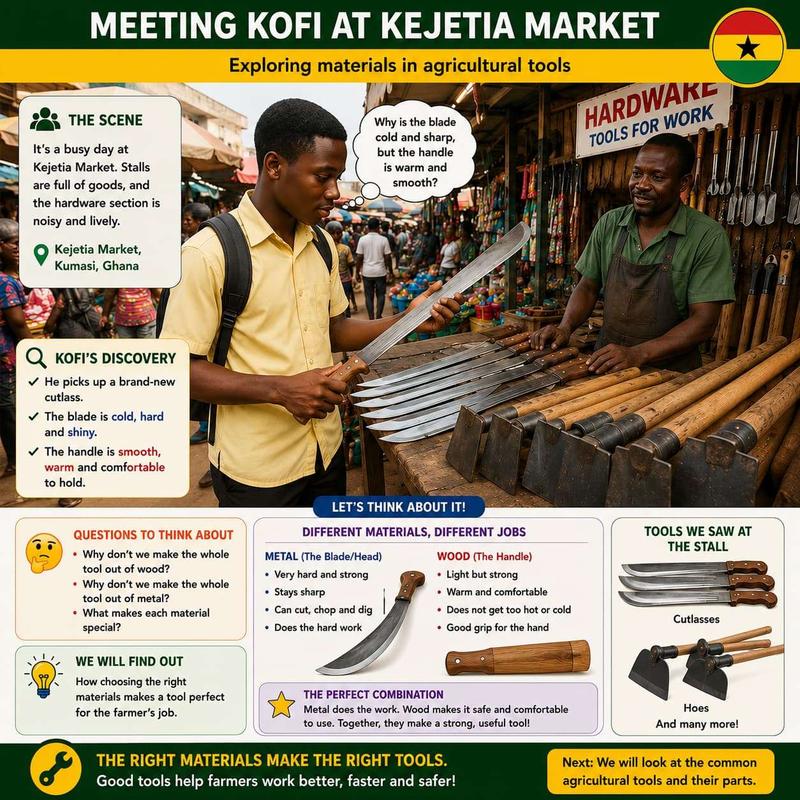 MEETING KOFI AT KEJETIA MARKET
Exploring materials in agricultural tools
THE SCENE
It's a busy day at
Kejetia Market. Stalls
are full of goods, and
the hardware section is
noisy and lively.
Kejetia Market,
Kumasi, Ghana
Why is the blade
cold and sharp,
but the handle
is warm and
smooth?
HARDWARE
TOOLS FOR WORK
KOFI'S DISCOVERY
✓ He picks up a brand-new
cutlass.
✓ The blade is cold, hard
and shiny.
✓ The handle is smooth,
warm and comfortable
to hold.
LET'S THINK ABOUT IT!
QUESTIONS TO THINK ABOUT
• Why don't we make the whole
tool out of wood?
• Why don't we make the whole
tool out of metal?
• What makes each material
special?
WE WILL FIND OUT
How choosing the right
materials makes a tool perfect
for the farmer's job.
DIFFERENT MATERIALS, DIFFERENT JOBS
METAL (The Blade/Head)
• Very hard and strong
• Stays sharp
• Can cut, chop and dig
• Does the hard work
WOOD (The Handle)
• Light but strong
• Warm and comfortable
• Does not get too hot or cold
• Good grip for the hand
THE PERFECT COMBINATION
Metal does the work. Wood makes it safe and comfortable
to use. Together, they make a strong, useful tool!
TOOLS WE SAW AT
THE STALL
Cutlasses
Hoes
And many more!
THE RIGHT MATERIALS MAKE THE RIGHT TOOLS.
Good tools help farmers work better, faster and safer!
Next: We will look at the common
agricultural tools and their parts.